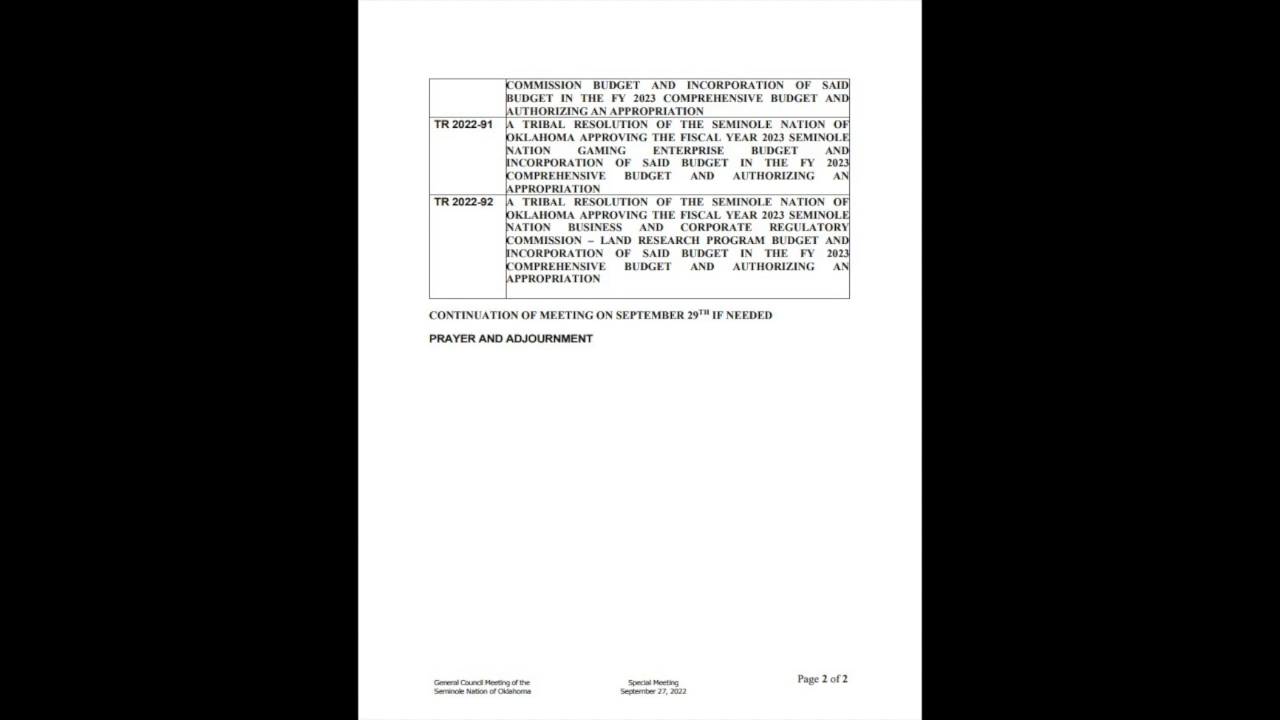 COMMISSION BUDGET AND INCORPORATION OF SAID
BUDGET IN THE FY 2023 COMPREHENSIVE BUDGET AND
AUTHORIZING AN APPROPRIATION
TR 2022-91 A TRIBAL RESOLUTION OF THE SEMINOLE NATION OF
OKLAHOMA APPROVING THE FISCAL YEAR 2023 SEMINOLE
NATION GAMING ENTERPRISE BUDGET AND
INCORPORATION OF SAID BUDGET IN THE FY 2023
COMPREHENSIVE BUDGET AND AUTHORIZING AN
APPROPRIATION
TR 2022-92 A TRIBAL RESOLUTION OF THE SEMINOLE NATION OF
OKLAHOMA APPROVING THE FISCAL YEAR 2023 SEMINOLE
NATION BUSINESS AND CORPORATE REGULATORY
COMMISSION – LAND RESEARCH PROGRAM BUDGET AND
INCORPORATION OF SAID BUDGET IN THE FY 2023
COMPREHENSIVE BUDGET AND AUTHORIZING AN
APPROPRIATION
CONTINUATION OF MEETING ON SEPTEMBER 29TH IF NEEDED
PRAYER AND ADJOURNMENT
General Council Meeting of the
Seminole Nation of Oklahoma
Special Meeting
September 27, 2022
Page 2 of 2